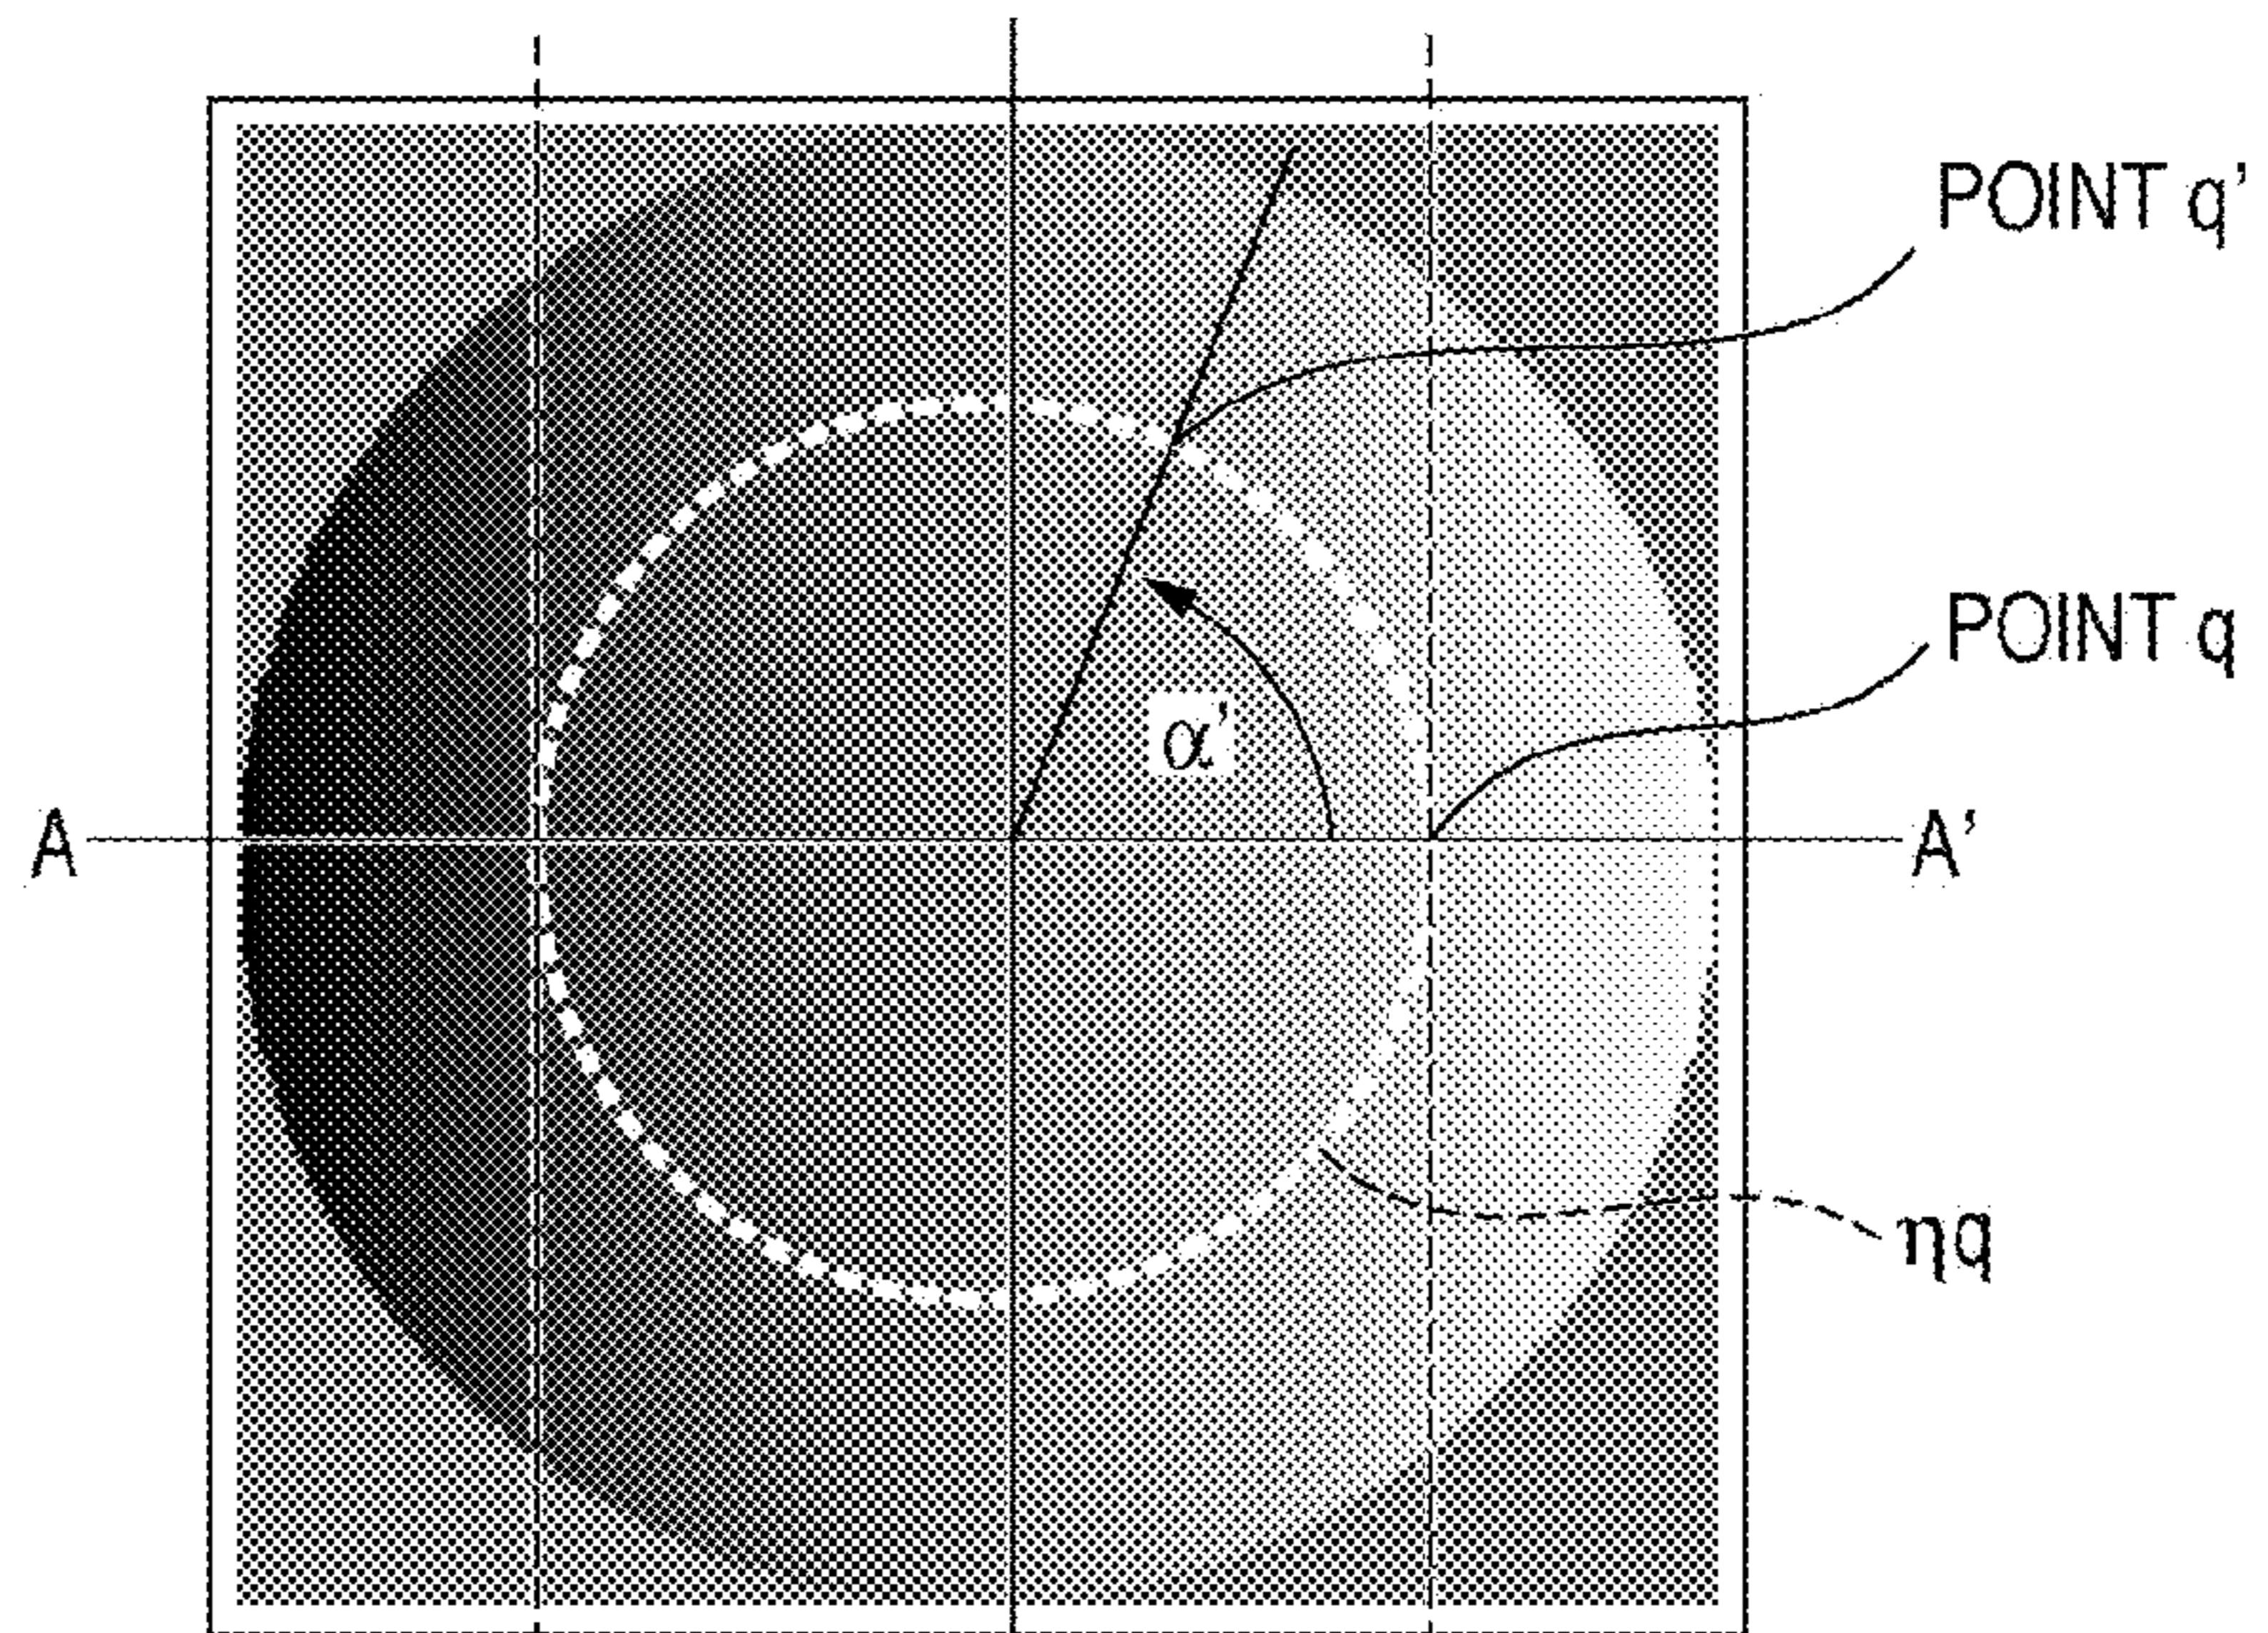 POINT q'
POINT q
α'
A
A'
ηq